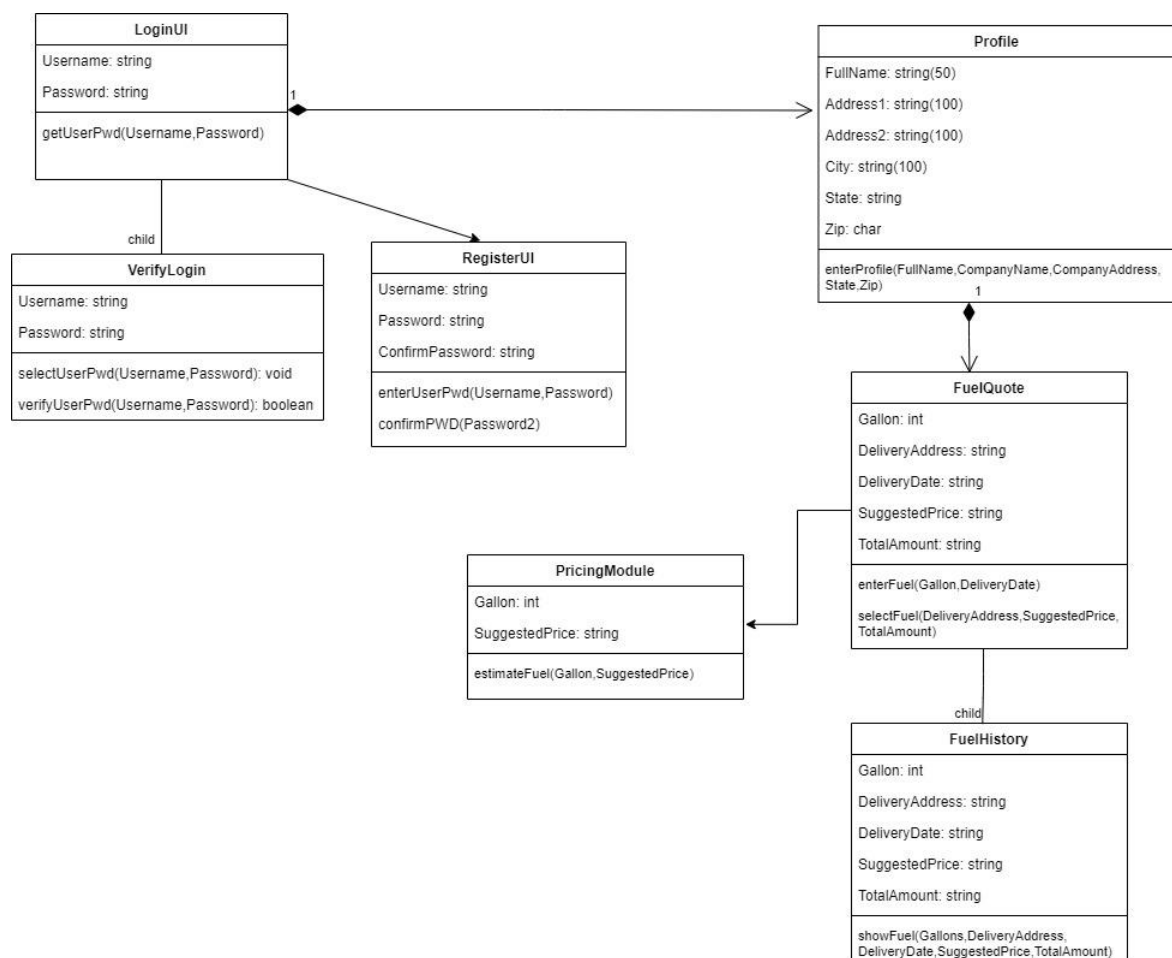 LoginUI
Username: string
Password: string
getUserPwd(Username,Password)
1
child
VerifyLogin
Username: string
Password: string
selectUserPwd(Username,Password): void
verifyUserPwd(Username,Password): boolean
RegisterUI
Username: string
Password: string
ConfirmPassword: string
enterUserPwd(Username,Password)
confirmPWD(Password2)
Profile
FullName: string(50)
Address1: string(100)
Address2: string(100)
City: string(100)
State: string
Zip: char
enterProfile(FullName,CompanyName,CompanyAddress,
State,Zip)
1
FuelQuote
Gallon: int
DeliveryAddress: string
DeliveryDate: string
SuggestedPrice: string
TotalAmount: string
enterFuel(Gallon,DeliveryDate)
selectFuel(DeliveryAddress,SuggestedPrice,
TotalAmount)
PricingModule
Gallon: int
SuggestedPrice: string
estimateFuel(Gallon,SuggestedPrice)
child
FuelHistory
Gallon: int
DeliveryAddress: string
DeliveryDate: string
SuggestedPrice: string
TotalAmount: string
showFuel(Gallons,DeliveryAddress,
DeliveryDate,SuggestedPrice,TotalAmount)